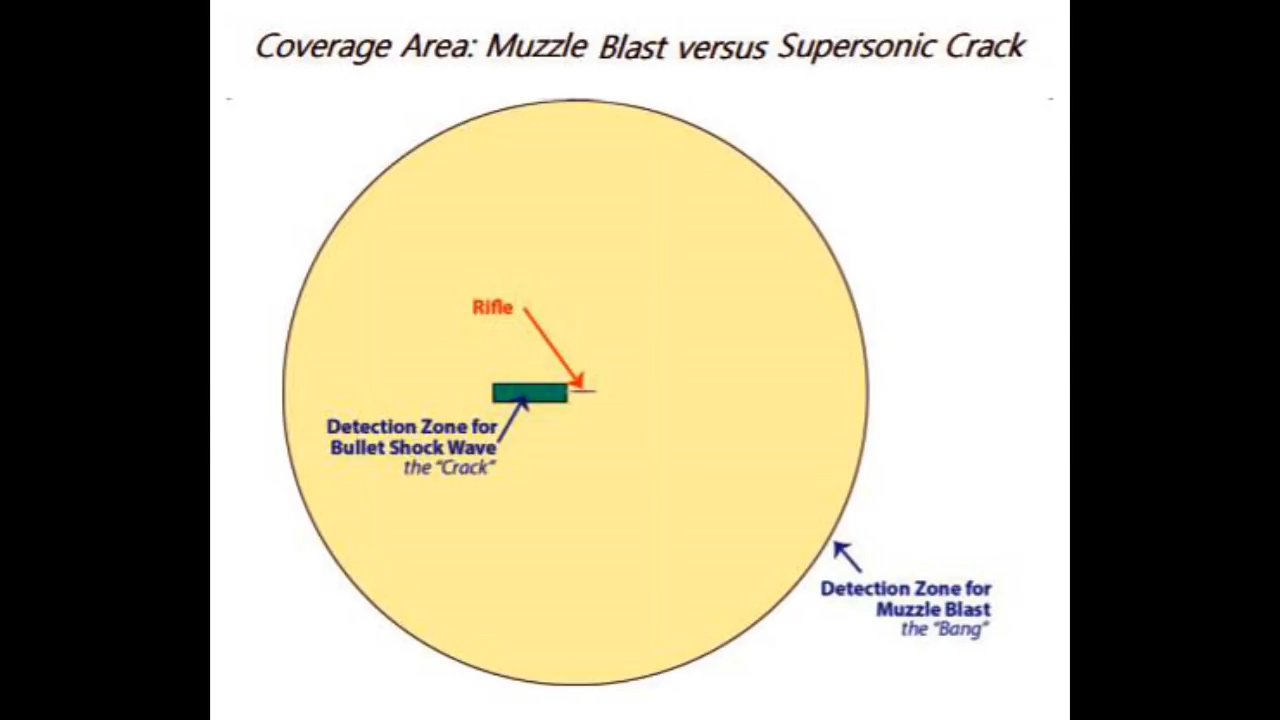 Coverage Area: Muzzle Blast versus Supersonic Crack
Rifle
Detection Zone for
Bullet Shock Wave
the "Crack"
Detection Zone for
Muzzle Blast
the "Bang"